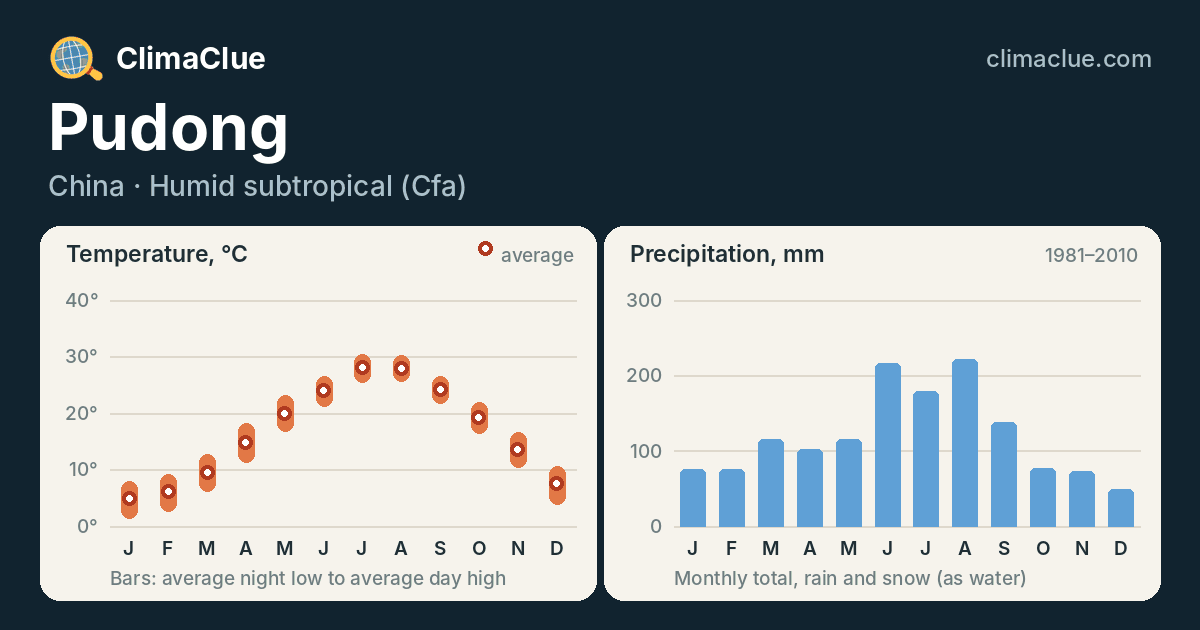 ClimaClue
climaclue.com
Pudong
China · Humid subtropical (Cfa)
Temperature, °C
average
40°
30°
20°
10°
0°
J F M A M J J A S O N D
Bars: average night low to average day high
Precipitation, mm
1981–2010
300
200
100
0
J F M A M J J A S O N D
Monthly total, rain and snow (as water)